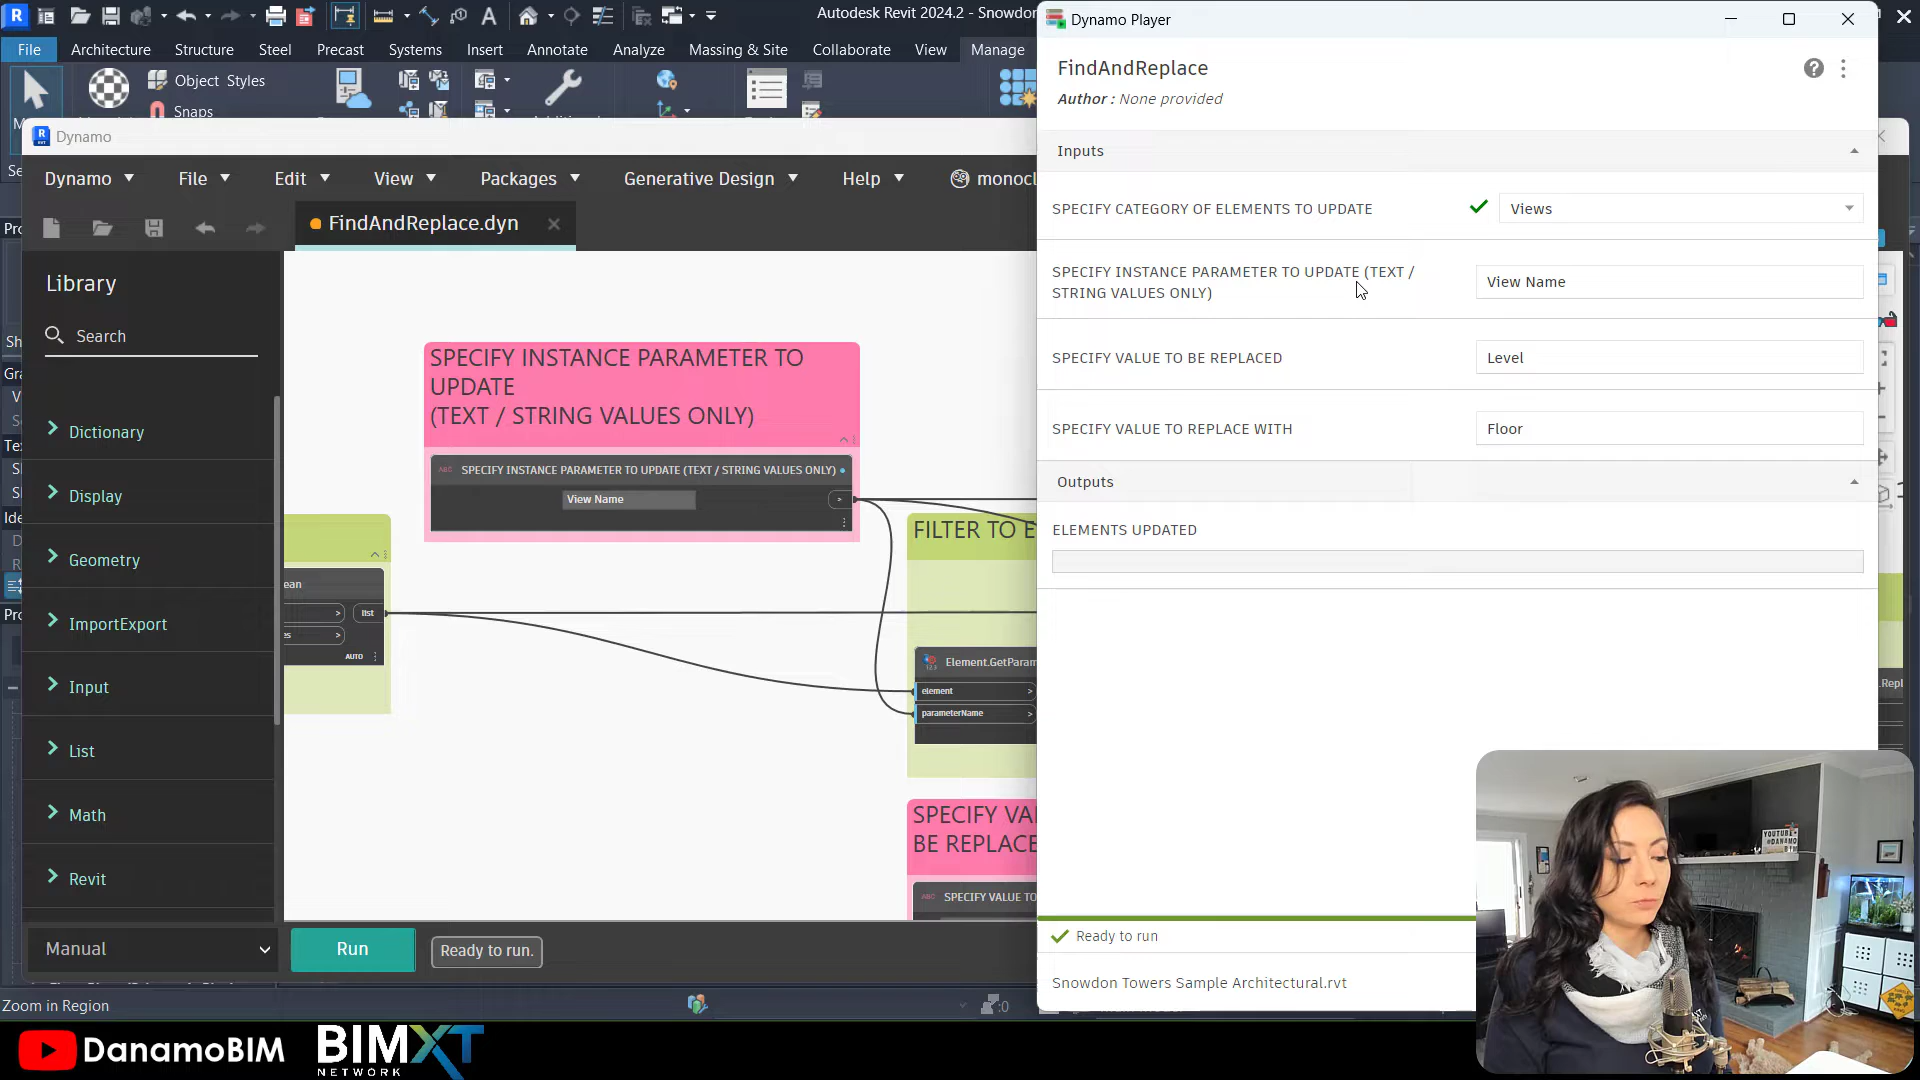 Autodesk Revit 2024.2 - Snowdon
File
Architecture
Structure
Steel
Precast
Systems
Insert
Annotate
Analyze
Massing & Site
Collaborate
View
Manage
Object Styles
Snaps
Dynamo
Dynamo
File
Edit
View
Packages
Generative Design
Help
FindAndReplace.dyn
Library
Search
Dictionary
Display
Geometry
ImportExport
Input
List
Math
Revit
SPECIFY INSTANCE PARAMETER TO
UPDATE
(TEXT / STRING VALUES ONLY)
ABC SPECIFY INSTANCE PARAMETER TO UPDATE (TEXT / STRING VALUES ONLY)
View Name
>
list
AUTO
FILTER TO E
Element.GetParam
element >
parameterName >
SPECIFY VA
BE REPLACE
ABC SPECIFY VALUE TO
Manual
Run
Ready to run.
Zoom in Region
:0
Dynamo Player
FindAndReplace
Author : None provided
Inputs
SPECIFY CATEGORY OF ELEMENTS TO UPDATE
Views
SPECIFY INSTANCE PARAMETER TO UPDATE (TEXT /
STRING VALUES ONLY)
View Name
SPECIFY VALUE TO BE REPLACED
Level
SPECIFY VALUE TO REPLACE WITH
Floor
Outputs
ELEMENTS UPDATED
Ready to run
Snowdon Towers Sample Architectural.rvt
DanamoBIM
BIMXT
NETWORK